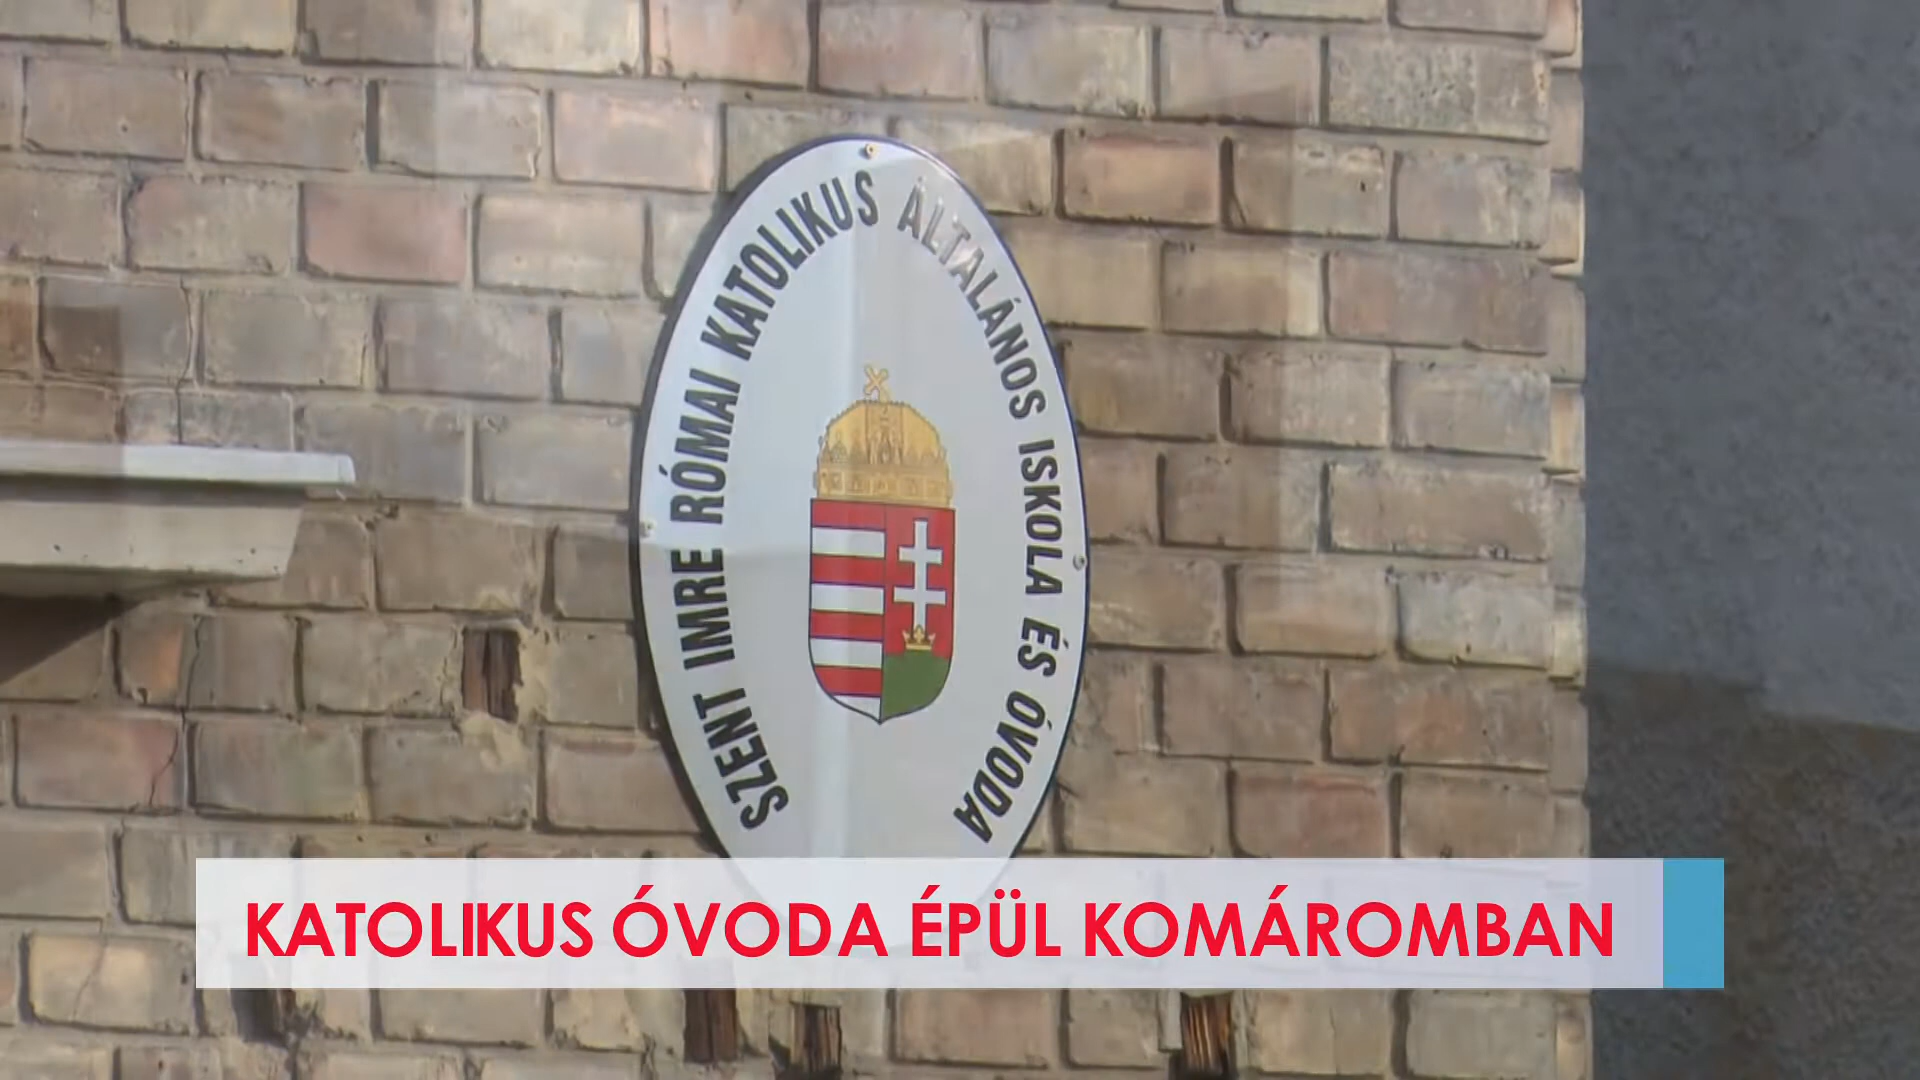 SZENT IMRE RÓMAI KATOLIKUS ÁLTALÁNOS ISKOLA ÉS ÓVODA
KATOLIKUS ÓVODA ÉPÜL KOMÁROMBAN